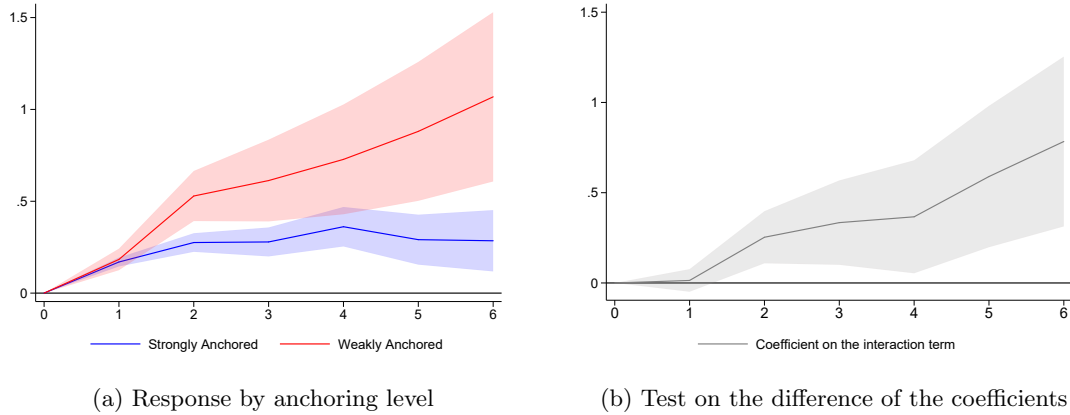 1.5
1
.5
0
0 1 2 3 4 5 6
Strongly Anchored Weakly Anchored
(a) Response by anchoring level
1.5
1
.5
0
0 1 2 3 4 5 6
Coefficient on the interaction term
(b) Test on the difference of the coefficients